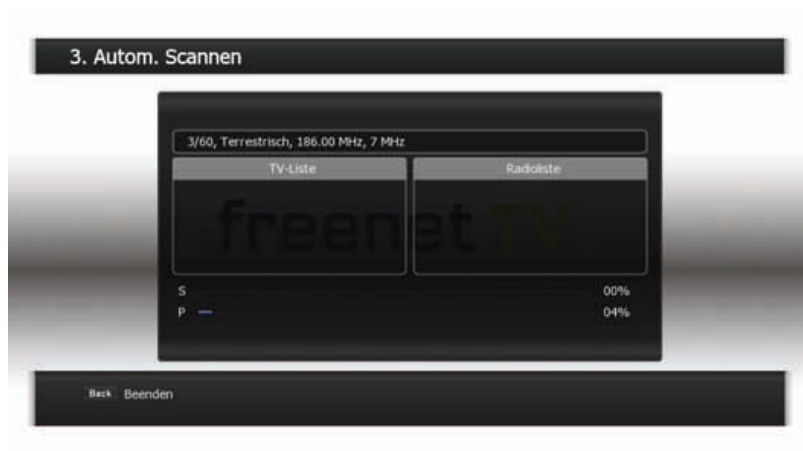 3. Autom. Scannen
3/60, Terrestrisch, 186.00 MHz, 7 MHz
TV-Liste Radioliste
freenet TV
S 00%
P 04%
Back Beenden